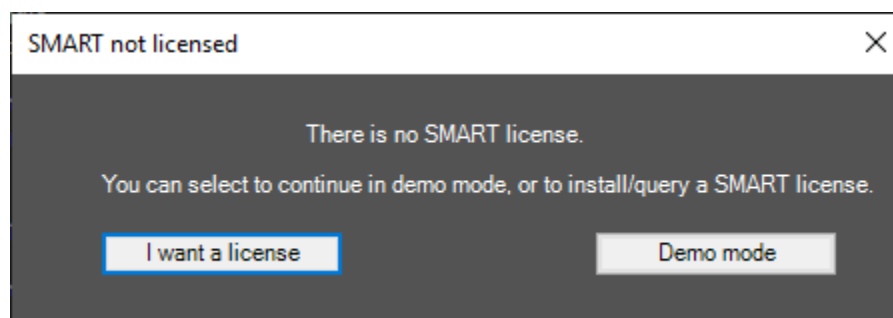 SMART not licensed
There is no SMART license.
You can select to continue in demo mode, or to install/query a SMART license.
I want a license
Demo mode